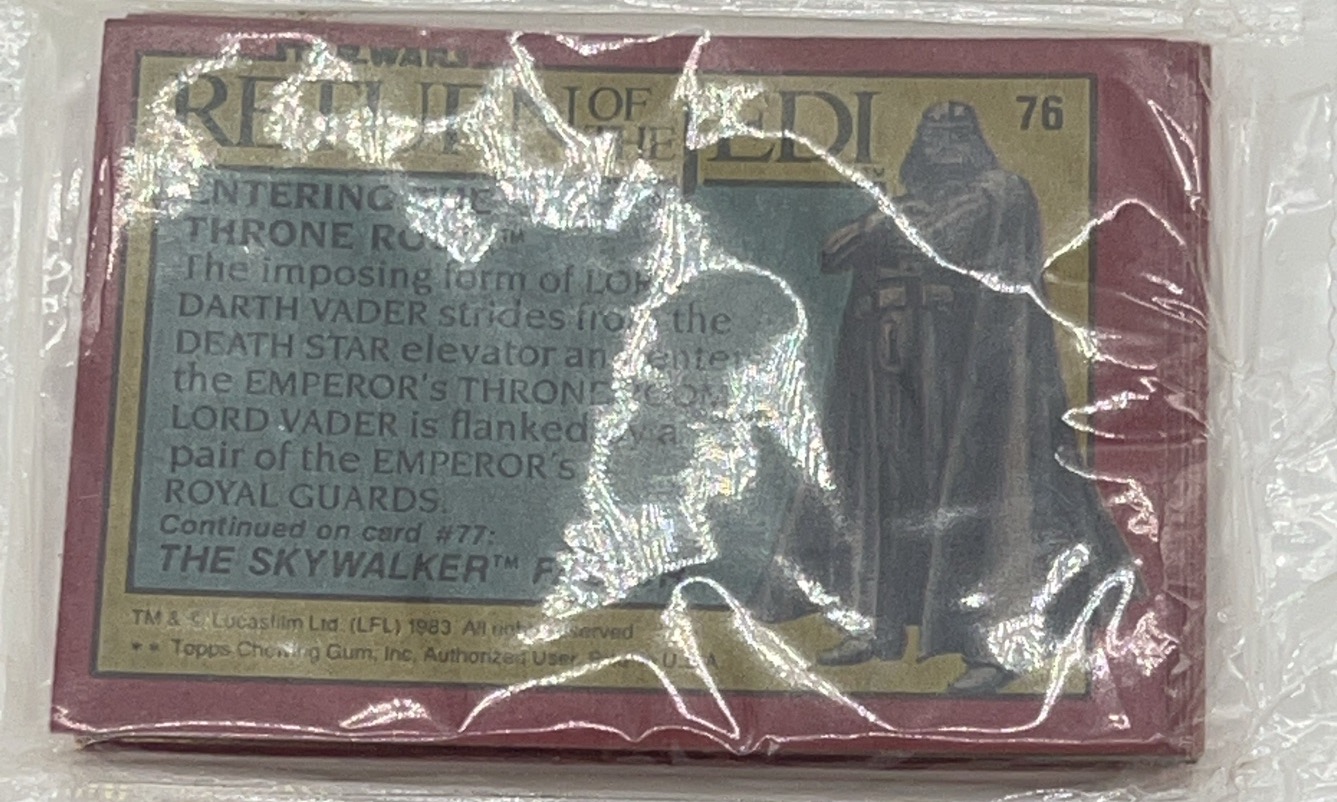 STAR WARS
RETURN OF THE JEDI
76
ENTERING THE
THRONE ROOM™
The imposing form of LORD
DARTH VADER strides from the
DEATH STAR elevator and enters
the EMPEROR's THRONE ROOM.
LORD VADER is flanked by a
pair of the EMPEROR's
ROYAL GUARDS
Continued on card #77:
THE SKYWALKER™
TM & © Lucasfilm Ltd. (LFL) 1983 All rights reserved
* * Topps Chewing Gum, Inc. Authorized User, U.S.A